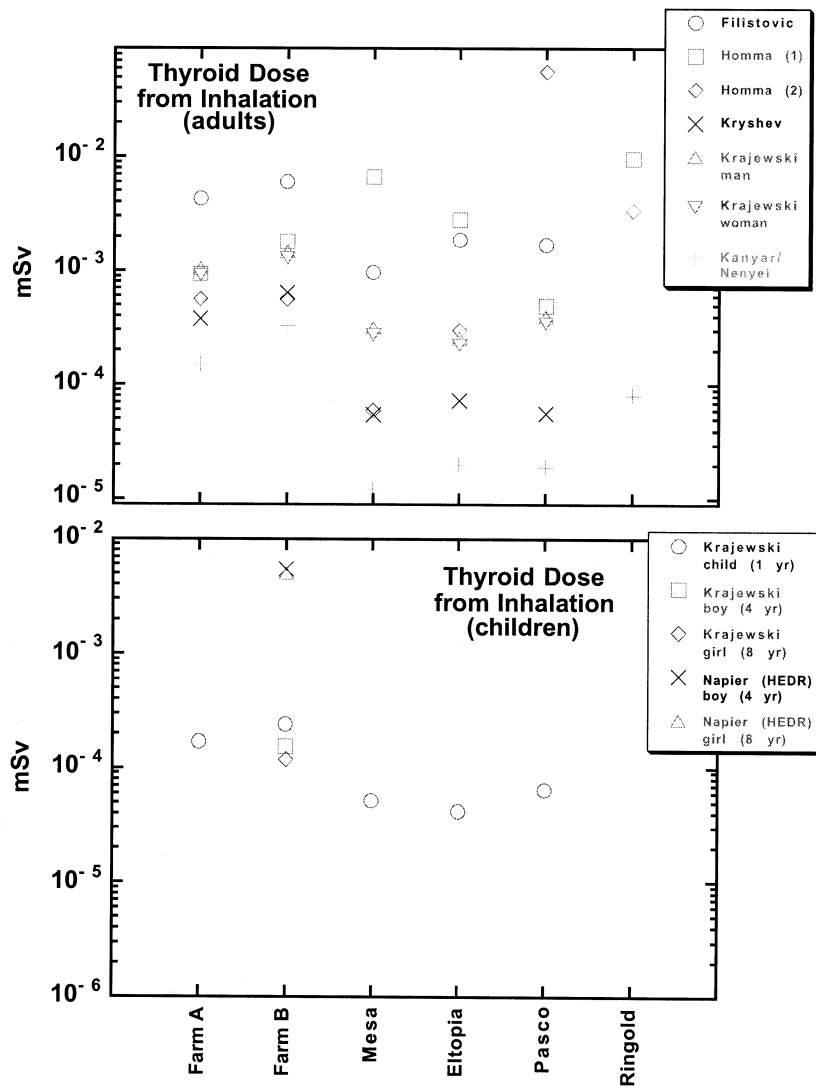 Thyroid Dose
from Inhalation
(adults)
Filistovic
Homma (1)
Homma (2)
Kryshev
Krajewski
man
Krajewski
woman
Kanyar/
Nenyei
mSv
10-2
10-3
10-4
10-5
Thyroid Dose
from Inhalation
(children)
Krajewski
child (1 yr)
Krajewski
boy (4 yr)
Krajewski
girl (8 yr)
Napier (HEDR)
boy (4 yr)
Napier (HEDR)
girl (8 yr)
mSv
10-2
10-3
10-4
10-5
10-6
Farm A
Farm B
Mesa
Eltopia
Pasco
Ringold